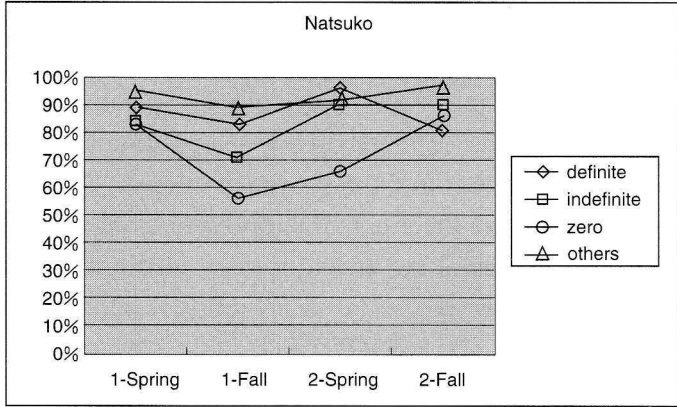 Natsuko
100%
90%
80%
70%
60%
50%
40%
30%
20%
10%
0%
1-Spring 1-Fall 2-Spring 2-Fall
definite
indefinite
zero
others